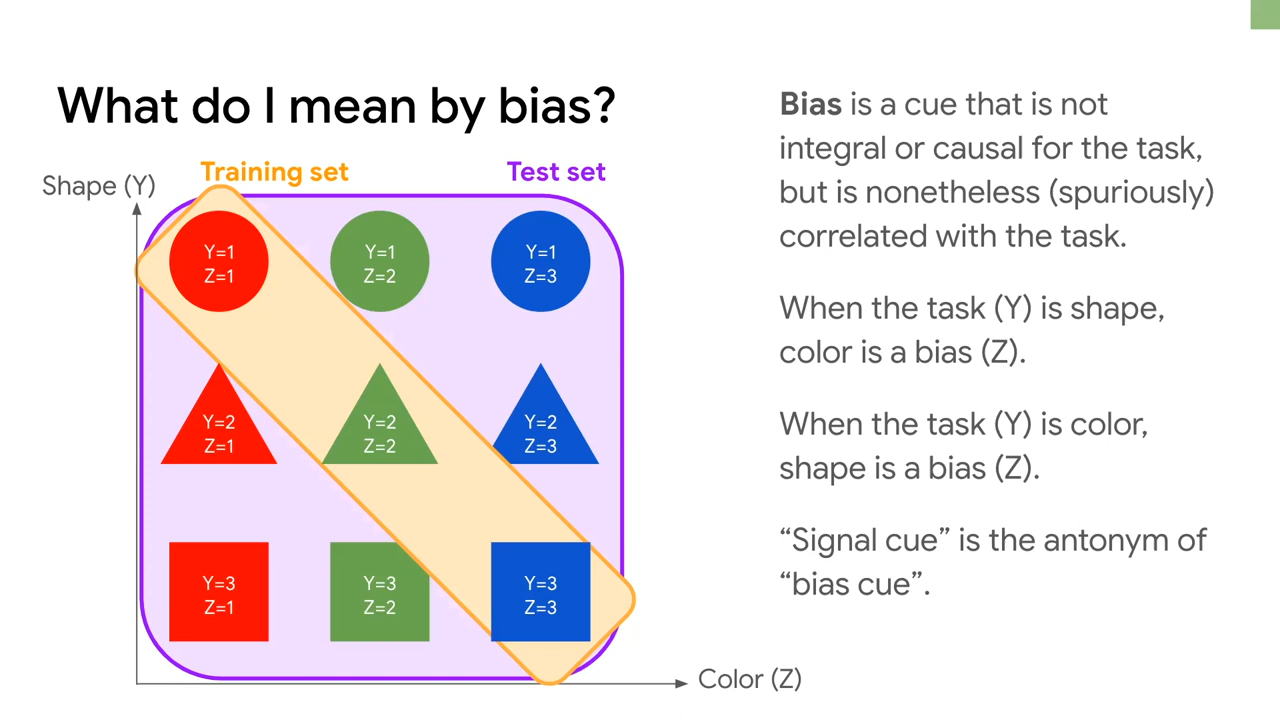 What do I mean by bias?
Training set
Test set
Shape (Y)
Y=1
Z=1
Y=1
Z=2
Y=1
Z=3
Y=2
Z=1
Y=2
Z=2
Y=2
Z=3
Y=3
Z=1
Y=3
Z=2
Y=3
Z=3
Color (Z)
Bias is a cue that is not
integral or causal for the task,
but is nonetheless (spuriously)
correlated with the task.
When the task (Y) is shape,
color is a bias (Z).
When the task (Y) is color,
shape is a bias (Z).
“Signal cue” is the antonym of
“bias cue”.